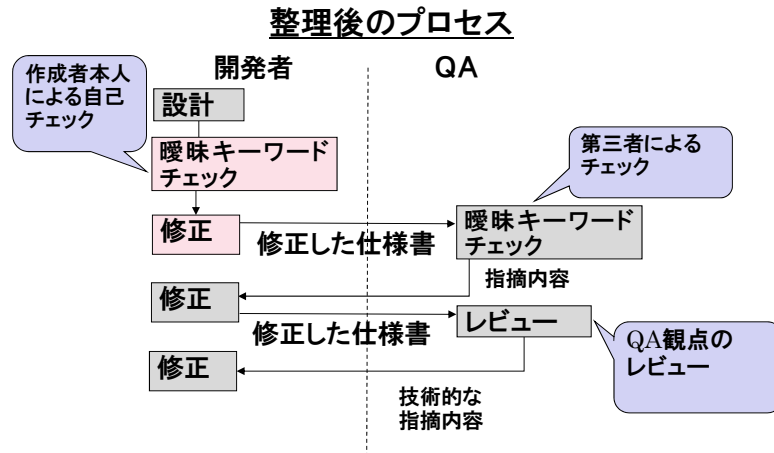 整理後のプロセス
開発者
QA
作成者本人
による自己
チェック
設計
曖昧キーワード
チェック
第三者による
チェック
修正
修正した仕様書
曖昧キーワード
チェック
指摘内容
修正
修正した仕様書
レビュー
QA観点の
レビュー
修正
技術的な
指摘内容